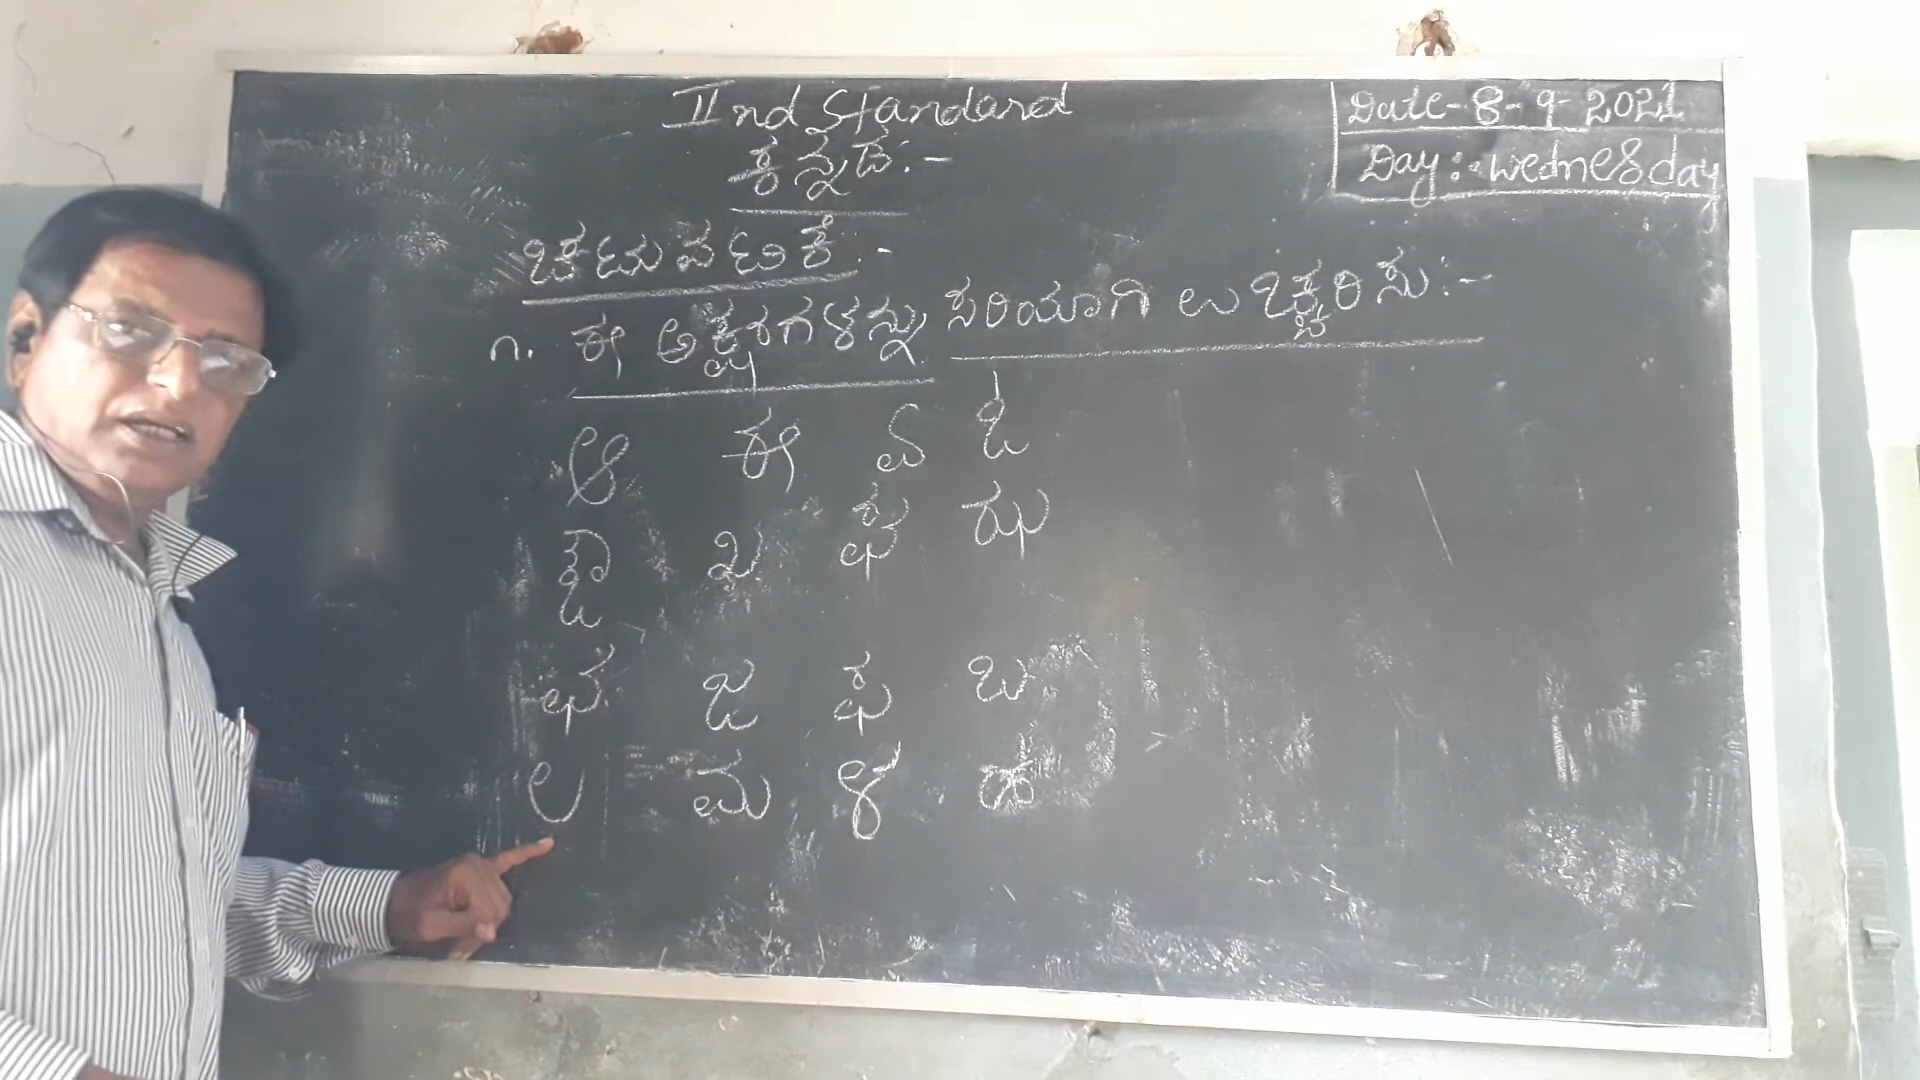 IInd Standard
Date-8-9-2021
ಕನ್ನಡ:-
Day:-wednesday
ಚಟುವಟಿಕೆ:-
೧. ಈ ಅಕ್ಷರಗಳನ್ನು ಸರಿಯಾಗಿ ಉಚ್ಚರಿಸು:-
ಆ ಈ ಏ ಓ
ಔ ಖ ಘ ಝ
ಛ ಜ ಫ ಬ
ಲ ಮ ಳ